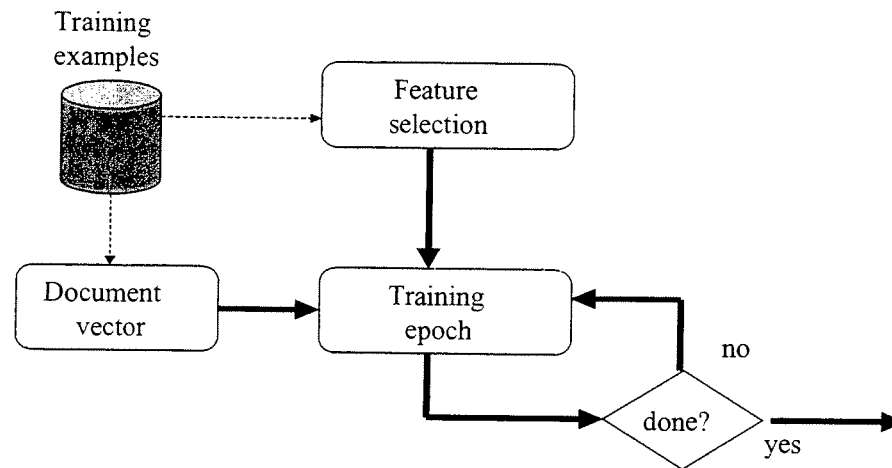 Training
examples
Feature
selection
Document
vector
Training
epoch
no
done?
yes